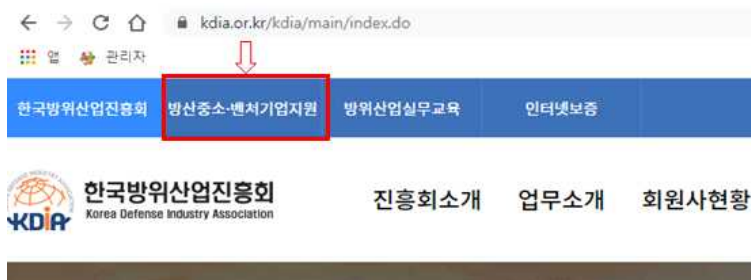 kdia.or.kr/kdia/main/index.do
앱 관리자
한국방위산업진흥회 방산중소·벤처기업지원 방위산업실무교육 인터넷보증
KDIA 한국방위산업진흥회 진흥회소개 업무소개 회원사현황
Korea Defense Industry Association